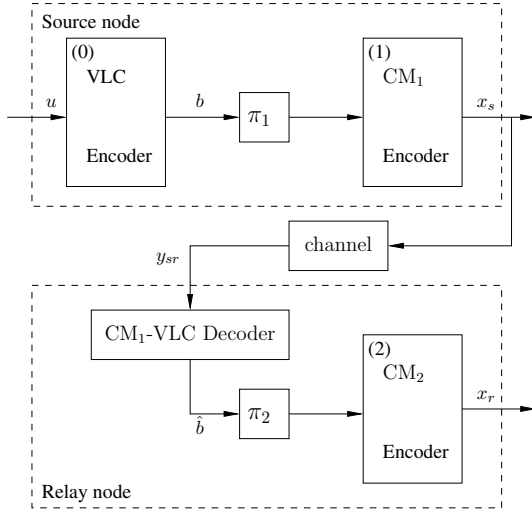 Source node
(0)
VLC
Encoder
u
b
π₁
(1)
CM₁
Encoder
xₛ
channel
yₛᵣ
CM₁-VLC Decoder
b̂
π₂
(2)
CM₂
Encoder
xᵣ
Relay node